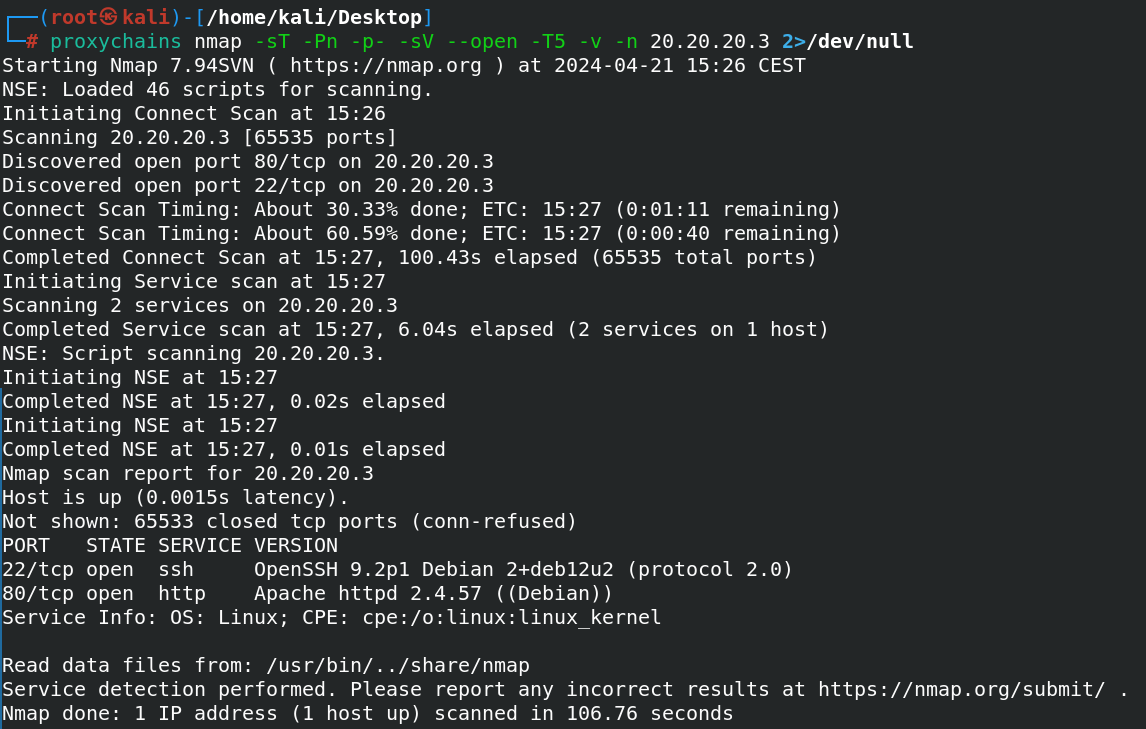 ┌──(root㉿kali)-[/home/kali/Desktop]
└─# proxychains nmap -sT -Pn -p- -sV --open -T5 -v -n 20.20.20.3 2>/dev/null
Starting Nmap 7.94SVN ( https://nmap.org ) at 2024-04-21 15:26 CEST
NSE: Loaded 46 scripts for scanning.
Initiating Connect Scan at 15:26
Scanning 20.20.20.3 [65535 ports]
Discovered open port 80/tcp on 20.20.20.3
Discovered open port 22/tcp on 20.20.20.3
Connect Scan Timing: About 30.33% done; ETC: 15:27 (0:01:11 remaining)
Connect Scan Timing: About 60.59% done; ETC: 15:27 (0:00:40 remaining)
Completed Connect Scan at 15:27, 100.43s elapsed (65535 total ports)
Initiating Service scan at 15:27
Scanning 2 services on 20.20.20.3
Completed Service scan at 15:27, 6.04s elapsed (2 services on 1 host)
NSE: Script scanning 20.20.20.3.
Initiating NSE at 15:27
Completed NSE at 15:27, 0.02s elapsed
Initiating NSE at 15:27
Completed NSE at 15:27, 0.01s elapsed
Nmap scan report for 20.20.20.3
Host is up (0.0015s latency).
Not shown: 65533 closed tcp ports (conn-refused)
PORT   STATE SERVICE VERSION
22/tcp open  ssh     OpenSSH 9.2p1 Debian 2+deb12u2 (protocol 2.0)
80/tcp open  http    Apache httpd 2.4.57 ((Debian))
Service Info: OS: Linux; CPE: cpe:/o:linux:linux_kernel

Read data files from: /usr/bin/../share/nmap
Service detection performed. Please report any incorrect results at https://nmap.org/submit/ .
Nmap done: 1 IP address (1 host up) scanned in 106.76 seconds